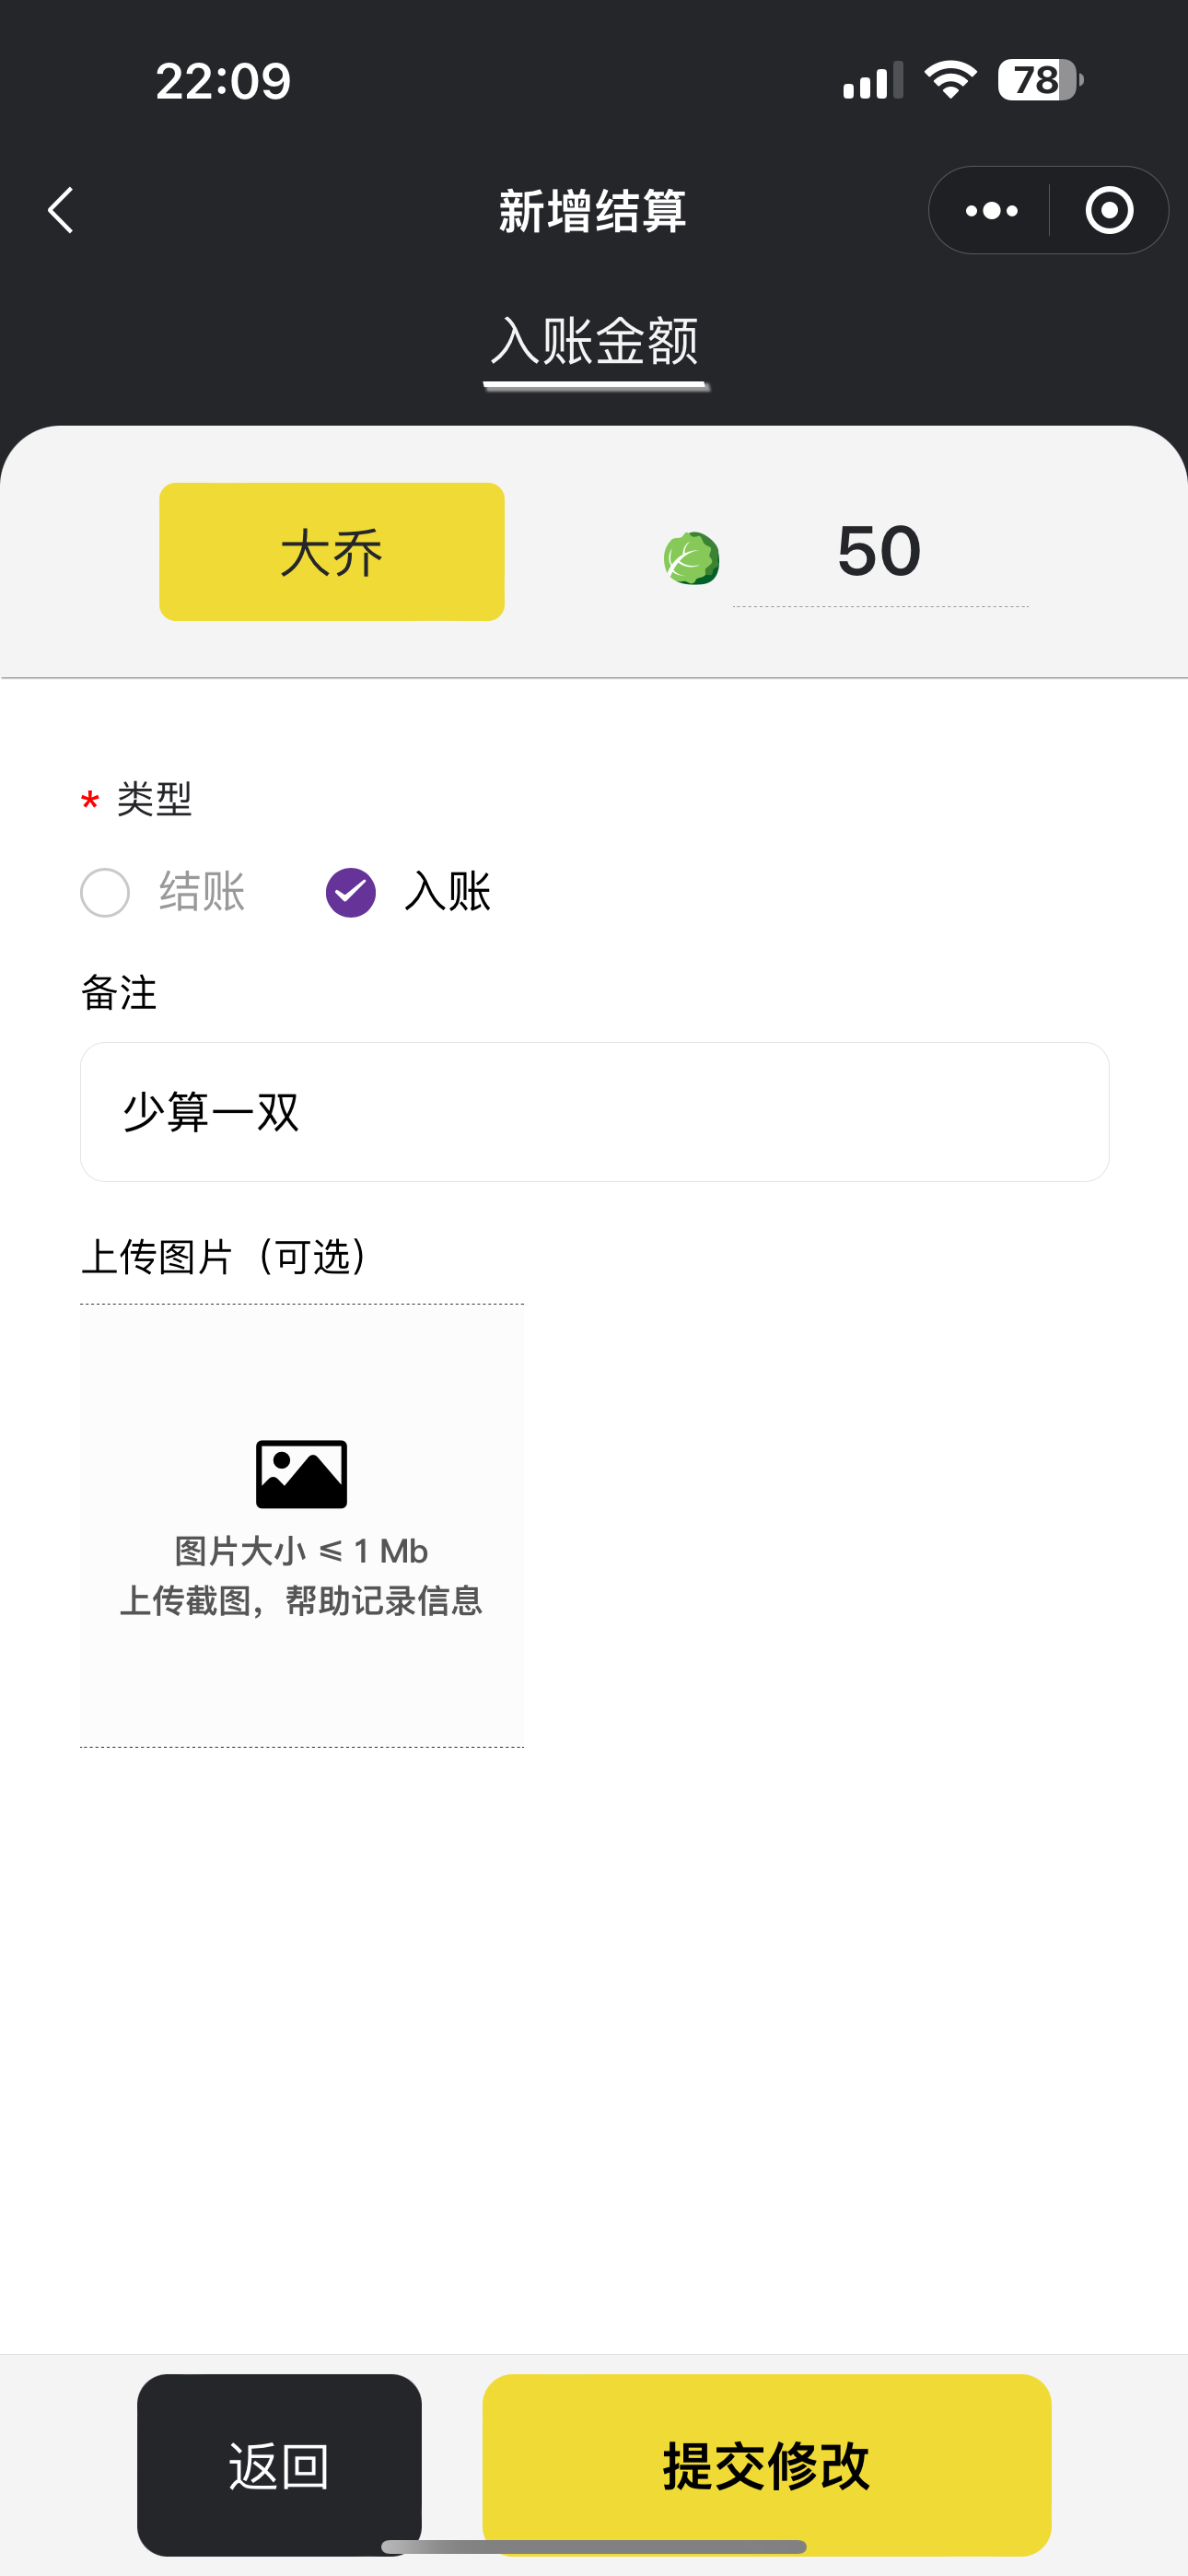 22:09
78
新增结算
入账金额
大乔
50
* 类型
结账
入账
备注
少算一双
上传图片（可选）
图片大小 ≤ 1 Mb
上传截图，帮助记录信息
返回
提交修改